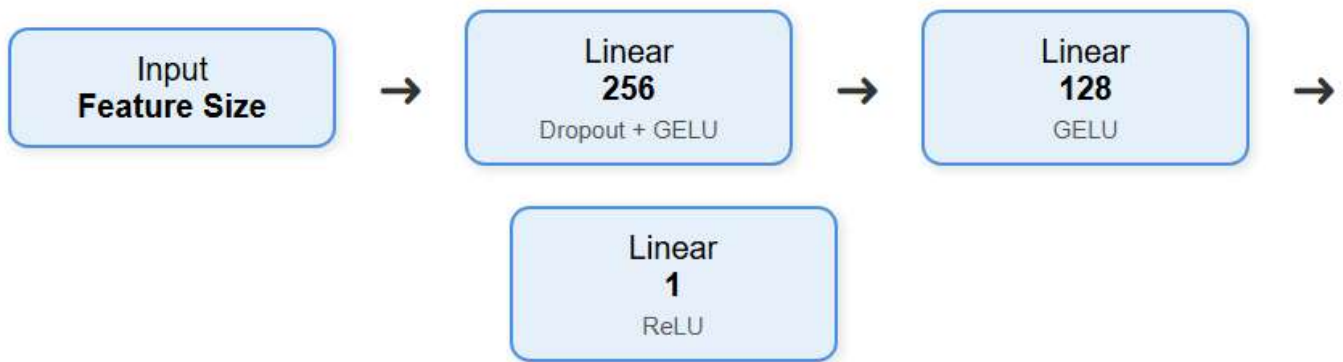 Input
Feature Size
→
Linear
256
Dropout + GELU
→
Linear
128
GELU
→
Linear
1
ReLU